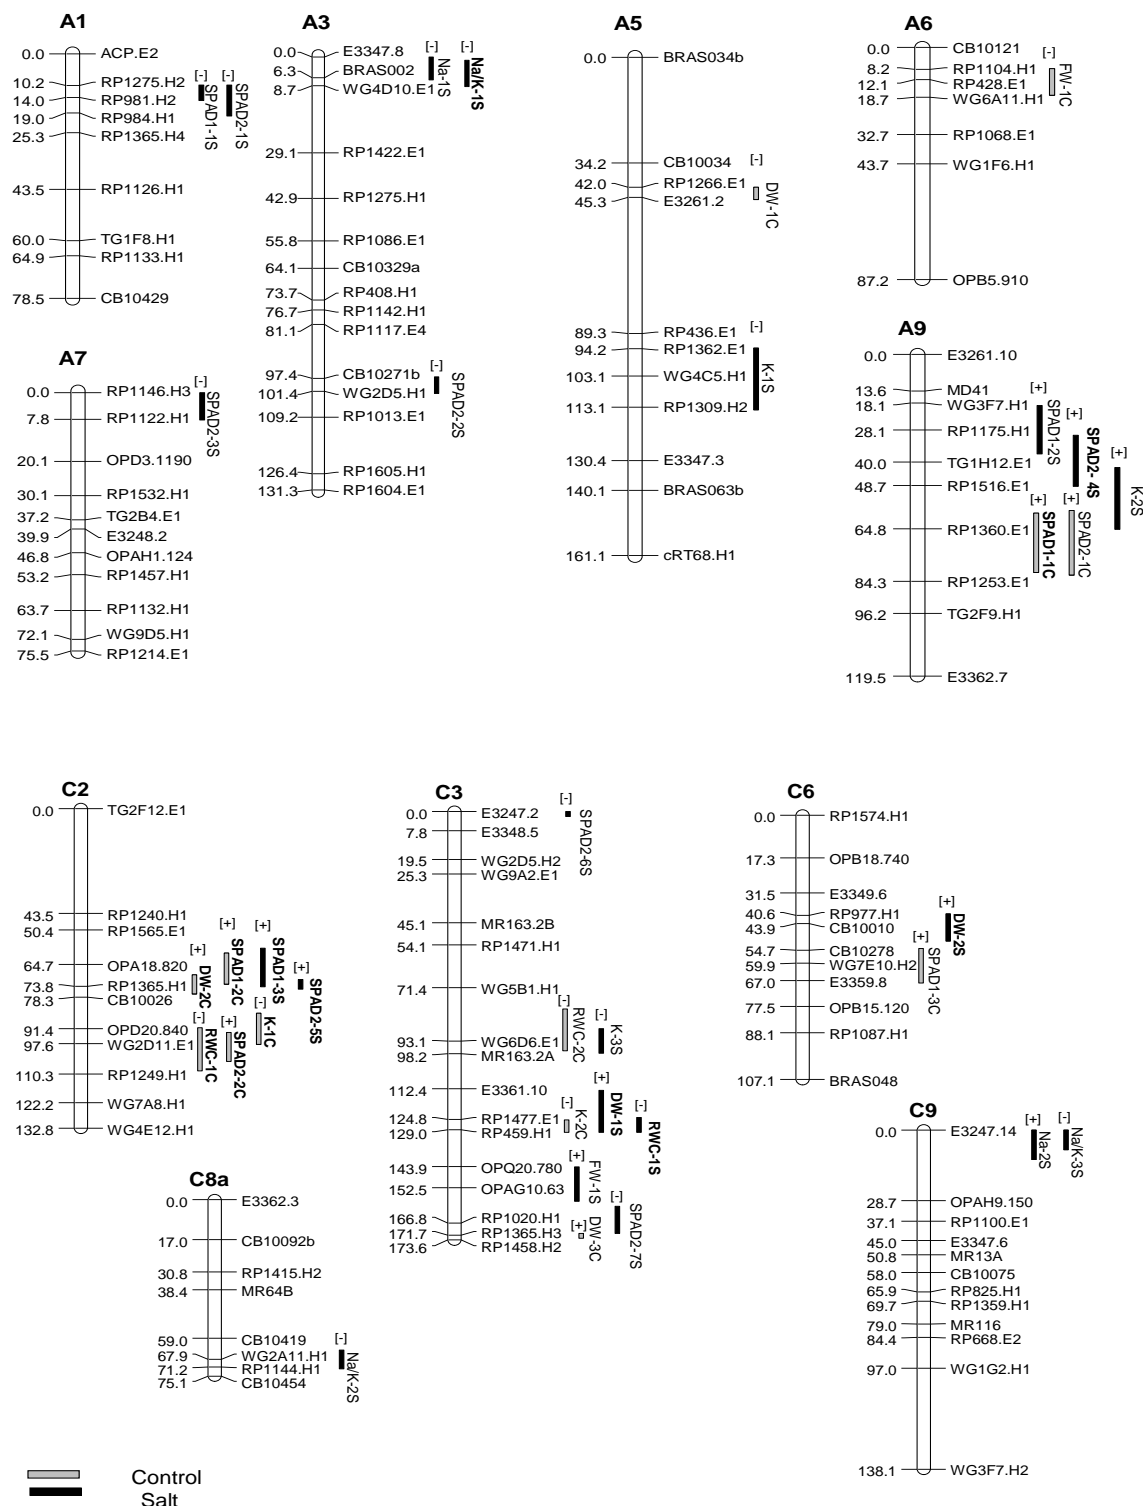 A1
0.0 ACP.E2
10.2 RP1275.H2
14.0 RP981.H2
19.0 RP984.H1
25.3 RP1365.H4
43.5 RP1126.H1
60.0 TG1F8.H1
64.9 RP1133.H1
78.5 CB10429
[-] SPAD1-1S
[-] SPAD2-1S
A3
0.0 E3347.8
6.3 BRAS002
8.7 WG4D10.E1
29.1 RP1422.E1
42.9 RP1275.H1
55.8 RP1086.E1
64.1 CB10329a
73.7 RP408.H1
76.7 RP1142.H1
81.1 RP1117.E4
97.4 CB10271b
101.4 WG2D5.H1
109.2 RP1013.E1
126.4 RP1605.H1
131.3 RP1604.E1
[-] Na-1S
[-] Na/K-1S
[-] SPAD2-2S
A5
0.0 BRAS034b
34.2 CB10034
42.0 RP1266.E1
45.3 E3261.2
89.3 RP436.E1
94.2 RP1362.E1
103.1 WG4C5.H1
113.1 RP1309.H2
130.4 E3347.3
140.1 BRAS063b
161.1 cRT68.H1
[-] DW-1C
[-] K-1S
A6
0.0 CB10121
8.2 RP1104.H1
12.1 RP428.E1
18.7 WG6A11.H1
32.7 RP1068.E1
43.7 WG1F6.H1
87.2 OPB5.910
[-] FW-1C
A7
0.0 RP1146.H3
7.8 RP1122.H1
20.1 OPD3.1190
30.1 RP1532.H1
37.2 TG2B4.E1
39.9 E3248.2
46.8 OPAH1.124
53.2 RP1457.H1
63.7 RP1132.H1
72.1 WG9D5.H1
75.5 RP1214.E1
[-] SPAD2-3S
A9
0.0 E3261.10
13.6 MD41
18.1 WG3F7.H1
28.1 RP1175.H1
40.0 TG1H12.E1
48.7 RP1516.E1
64.8 RP1360.E1
84.3 RP1253.E1
96.2 TG2F9.H1
119.5 E3362.7
[+] SPAD1-2S
[+] SPAD2- 4S
[+] K-2S
[+] SPAD1-1C
[+] SPAD2-1C
C2
0.0 TG2F12.E1
43.5 RP1240.H1
50.4 RP1565.E1
64.7 OPA18.820
73.8 RP1365.H1
78.3 CB10026
91.4 OPD20.840
97.6 WG2D11.E1
110.3 RP1249.H1
122.2 WG7A8.H1
132.8 WG4E12.H1
[+] DW-2C
[+] SPAD1-2C
[+] SPAD1-3S
[+] SPAD2-5S
[-] RWC-1C
[+] SPAD2-2C
[-] K-1C
C3
0.0 E3247.2
7.8 E3348.5
19.5 WG2D5.H2
25.3 WG9A2.E1
45.1 MR163.2B
54.1 RP1471.H1
71.4 WG5B1.H1
93.1 WG6D6.E1
98.2 MR163.2A
112.4 E3361.10
124.8 RP1477.E1
129.0 RP459.H1
143.9 OPQ20.780
152.5 OPAG10.63
166.8 RP1020.H1
171.7 RP1365.H3
173.6 RP1458.H2
[-] SPAD2-6S
[-] RWC-2C
[-] K-3S
[-] K-2C
[+] DW-1S
[-] RWC-1S
[+] FW-1S
[+] DW-3C
[-] SPAD2-7S
C6
0.0 RP1574.H1
17.3 OPB18.740
31.5 E3349.6
40.6 RP977.H1
43.9 CB10010
54.7 CB10278
59.9 WG7E10.H2
67.0 E3359.8
77.5 OPB15.120
88.1 RP1087.H1
107.1 BRAS048
[+] DW-2S
[+] SPAD1-3C
C8a
0.0 E3362.3
17.0 CB10092b
30.8 RP1415.H2
38.4 MR64B
59.0 CB10419
67.9 WG2A11.H1
71.2 RP1144.H1
75.1 CB10454
[-] Na/K-2S
C9
0.0 E3247.14
28.7 OPAH9.150
37.1 RP1100.E1
45.0 E3347.6
50.8 MR13A
58.0 CB10075
65.9 RP825.H1
69.7 RP1359.H1
79.0 MR116
84.4 RP668.E2
97.0 WG1G2.H1
138.1 WG3F7.H2
[+] Na-2S
[-] Na/K-3S
Control
Salt